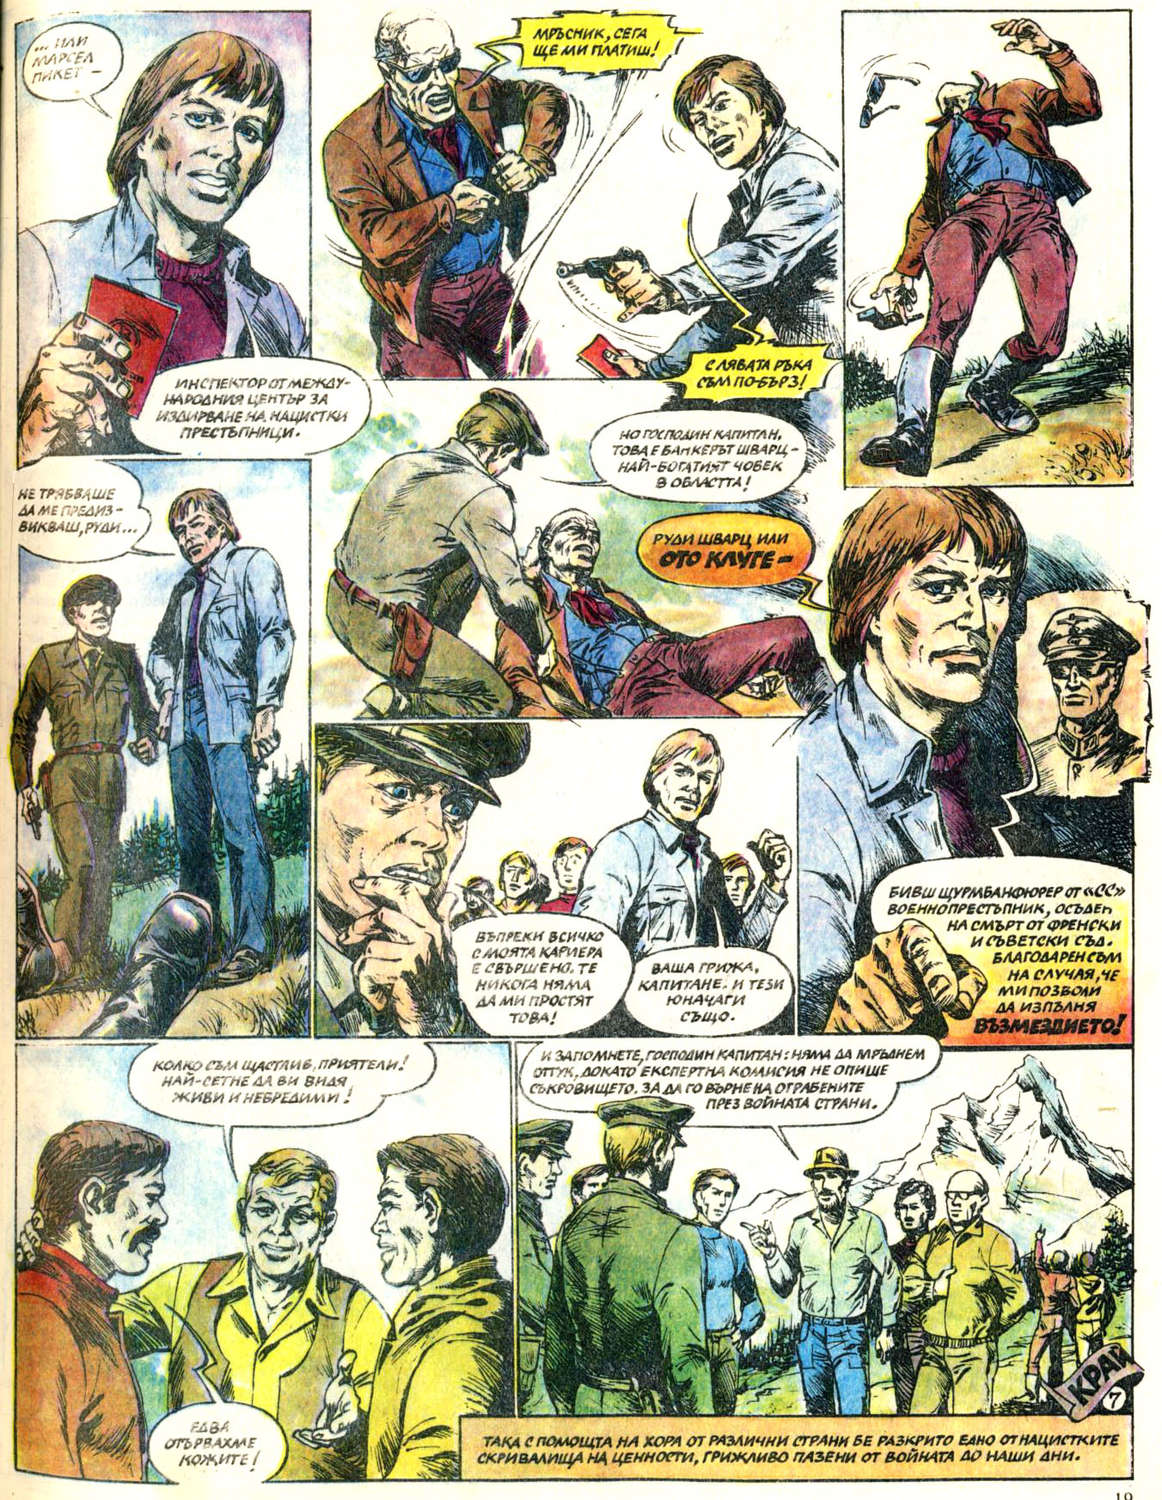 ... ИЛИ
МАРСЕЛ
ПИКЕТ –
ИНСПЕКТОР ОТ МЕЖДУ-
НАРОДНИЯ ЦЕНТЪР ЗА
ИЗДИРВАНЕ НА НАЦИСТКИ
ПРЕСТЪПНИЦИ.
МРЪСНИК, СЕГА
ЩЕ МИ ПЛАТИШ!
С ЛЯВАТА РЪКА
СЪМ ПО-БЪРЗ!
НЕ ТРЯБВАШЕ
ДА МЕ ПРЕДИЗ-
ВИКВАШ, РУДИ...
НО ГОСПОДИН КАПИТАН,
ТОВА Е БАНКЕРЪТ ШВАРЦ –
НАЙ-БОГАТИЯТ ЧОВЕК
В ОБЛАСТТА!
РУДИ ШВАРЦ ИЛИ
ОТО КЛУГЕ –
БИВШ ЩУРМБАНФЮРЕР ОТ «СС»
ВОЕННОПРЕСТЪПНИК, ОСЪДЕН
НА СМЪРТ ОТ ФРЕНСКИ
И СЪВЕТСКИ СЪД.
БЛАГОДАРЕН СЪМ
НА СЛУЧАЯ, ЧЕ
МИ ПОЗВОЛИ
ДА ИЗПЪЛНЯ
ВЪЗМЕЗДИЕТО!
ВЪПРЕКИ ВСИЧКО
С МОЯТА КАРИЕРА
Е СВЪРШЕНО. ТЕ
НИКОГА НЯМА
ДА МИ ПРОСТЯТ
ТОВА!
ВАША ГРИЖА,
КАПИТАНЕ. И ТЕЗИ
ЮНАЧАГИ
СЪЩО.
КОЛКО СЪМ ЩАСТЛИВ, ПРИЯТЕЛИ!
НАЙ-СЕТНЕ ДА ВИ ВИДЯ
ЖИВИ И НЕВРЕДИМИ!
ЕДВА
ОТЪРВАХМЕ
КОЖИТЕ!
И ЗАПОМНЕТЕ, ГОСПОДИН КАПИТАН: НЯМА ДА МРЪДНЕМ
ОТТУК, ДОКАТО ЕКСПЕРТНА КОМИСИЯ НЕ ОПИШЕ
СЪКРОВИЩЕТО. ЗА ДА ГО ВЪРНЕ НА ОГРАБЕНИТЕ
ПРЕЗ ВОЙНАТА СТРАНИ.
КРАЙ
7
ТАКА С ПОМОЩТА НА ХОРА ОТ РАЗЛИЧНИ СТРАНИ БЕ РАЗКРИТО ЕДНО ОТ НАЦИСТКИТЕ
СКРИВАЛИЩА НА ЦЕННОСТИ, ГРИЖЛИВО ПАЗЕНИ ОТ ВОЙНАТА ДО НАШИ ДНИ.
19